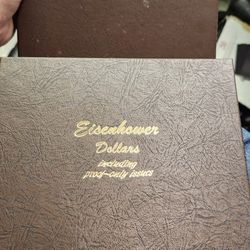 Eisenhower
Dollars
including
proof-only issues